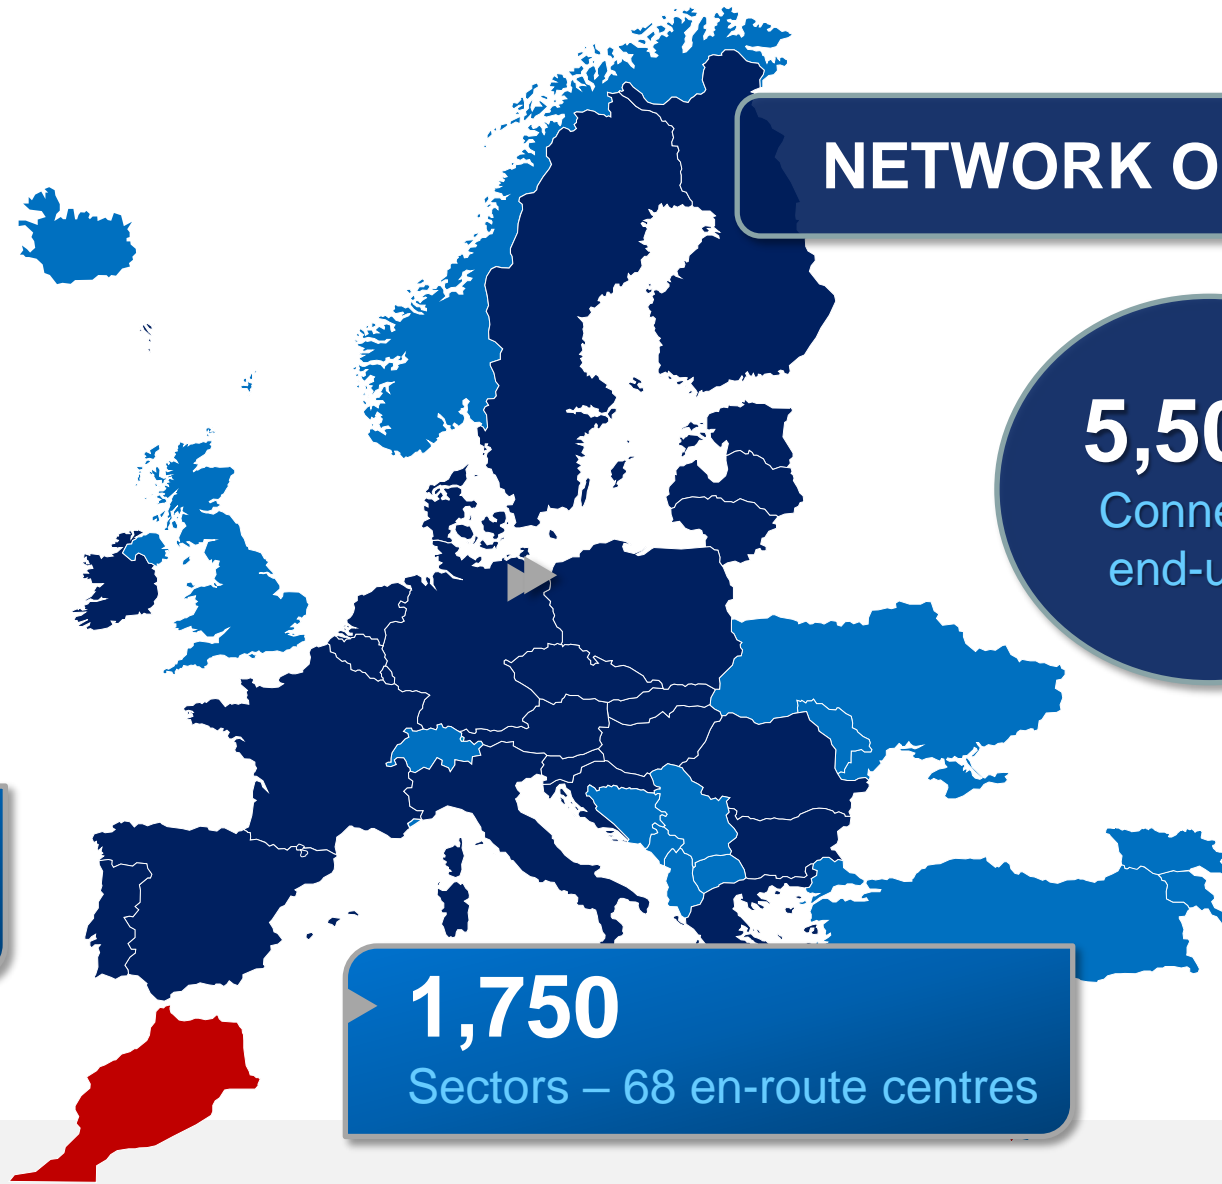 NETWORK O
5,50
Conne
end-u
1,750
Sectors – 68 en-route centres